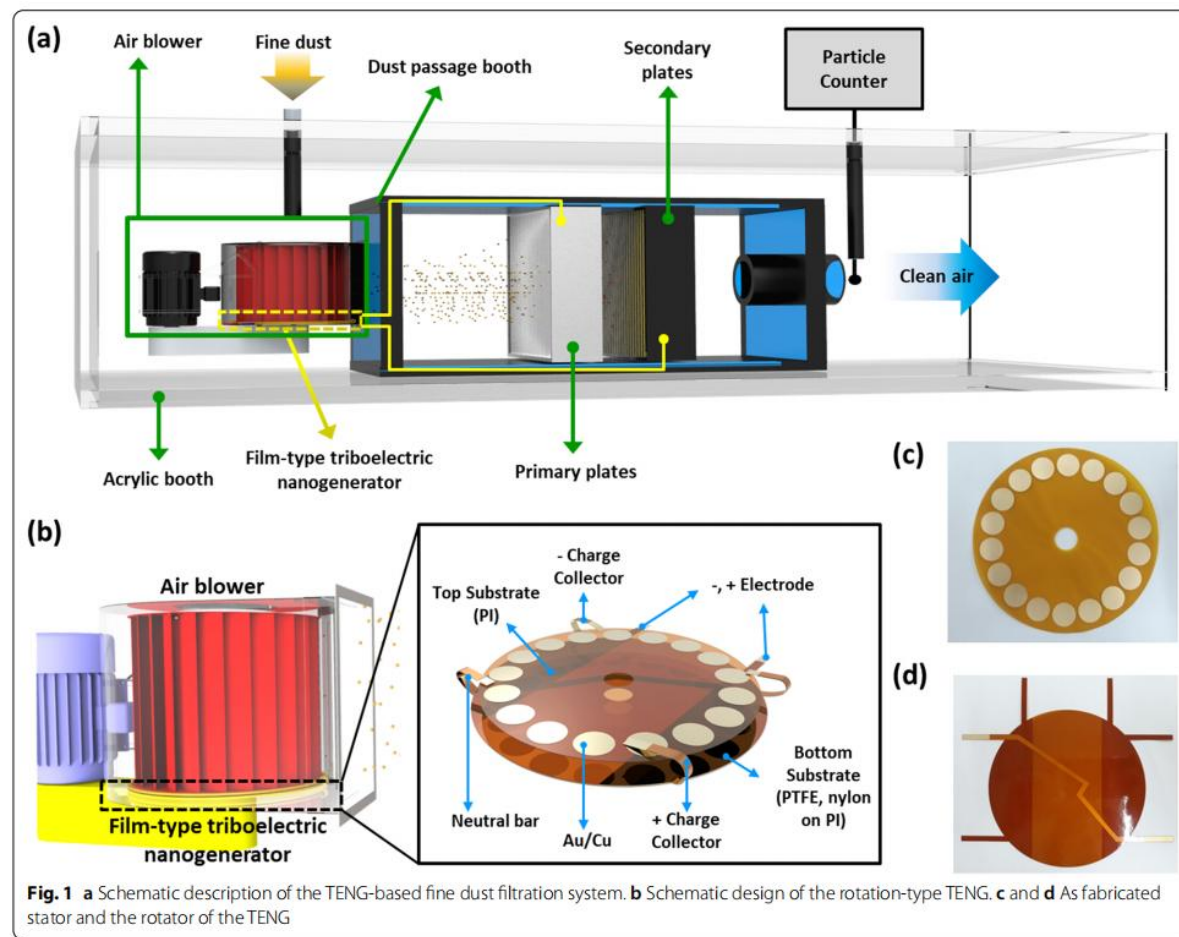 (a)
Air blower
Fine dust
Dust passage booth
Secondary
plates
Particle
Counter
Clean air
Acrylic booth
Film-type triboelectric
nanogenerator
Primary plates
(b)
Air blower
Film-type triboelectric
nanogenerator
- Charge
Collector
Top Substrate
(PI)
-, + Electrode
Neutral bar
Au/Cu
+ Charge
Collector
Bottom
Substrate
(PTFE, nylon
on PI)
(c)
(d)
Fig. 1 a Schematic description of the TENG-based fine dust filtration system. b Schematic design of the rotation-type TENG. c and d As fabricated
stator and the rotator of the TENG